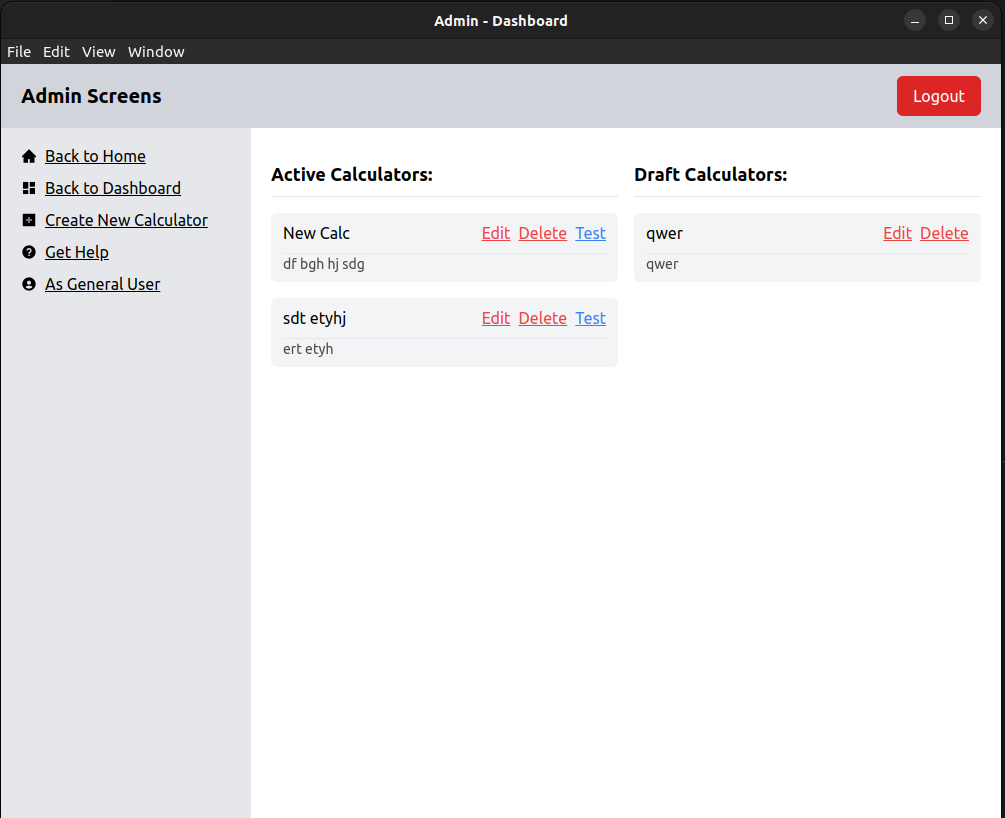 Admin - Dashboard
File Edit View Window
Admin Screens
Logout
Back to Home
Back to Dashboard
Create New Calculator
Get Help
As General User
Active Calculators:
New Calc Edit Delete Test
df bgh hj sdg
sdt etyhj Edit Delete Test
ert etyh
Draft Calculators:
qwer Edit Delete
qwer